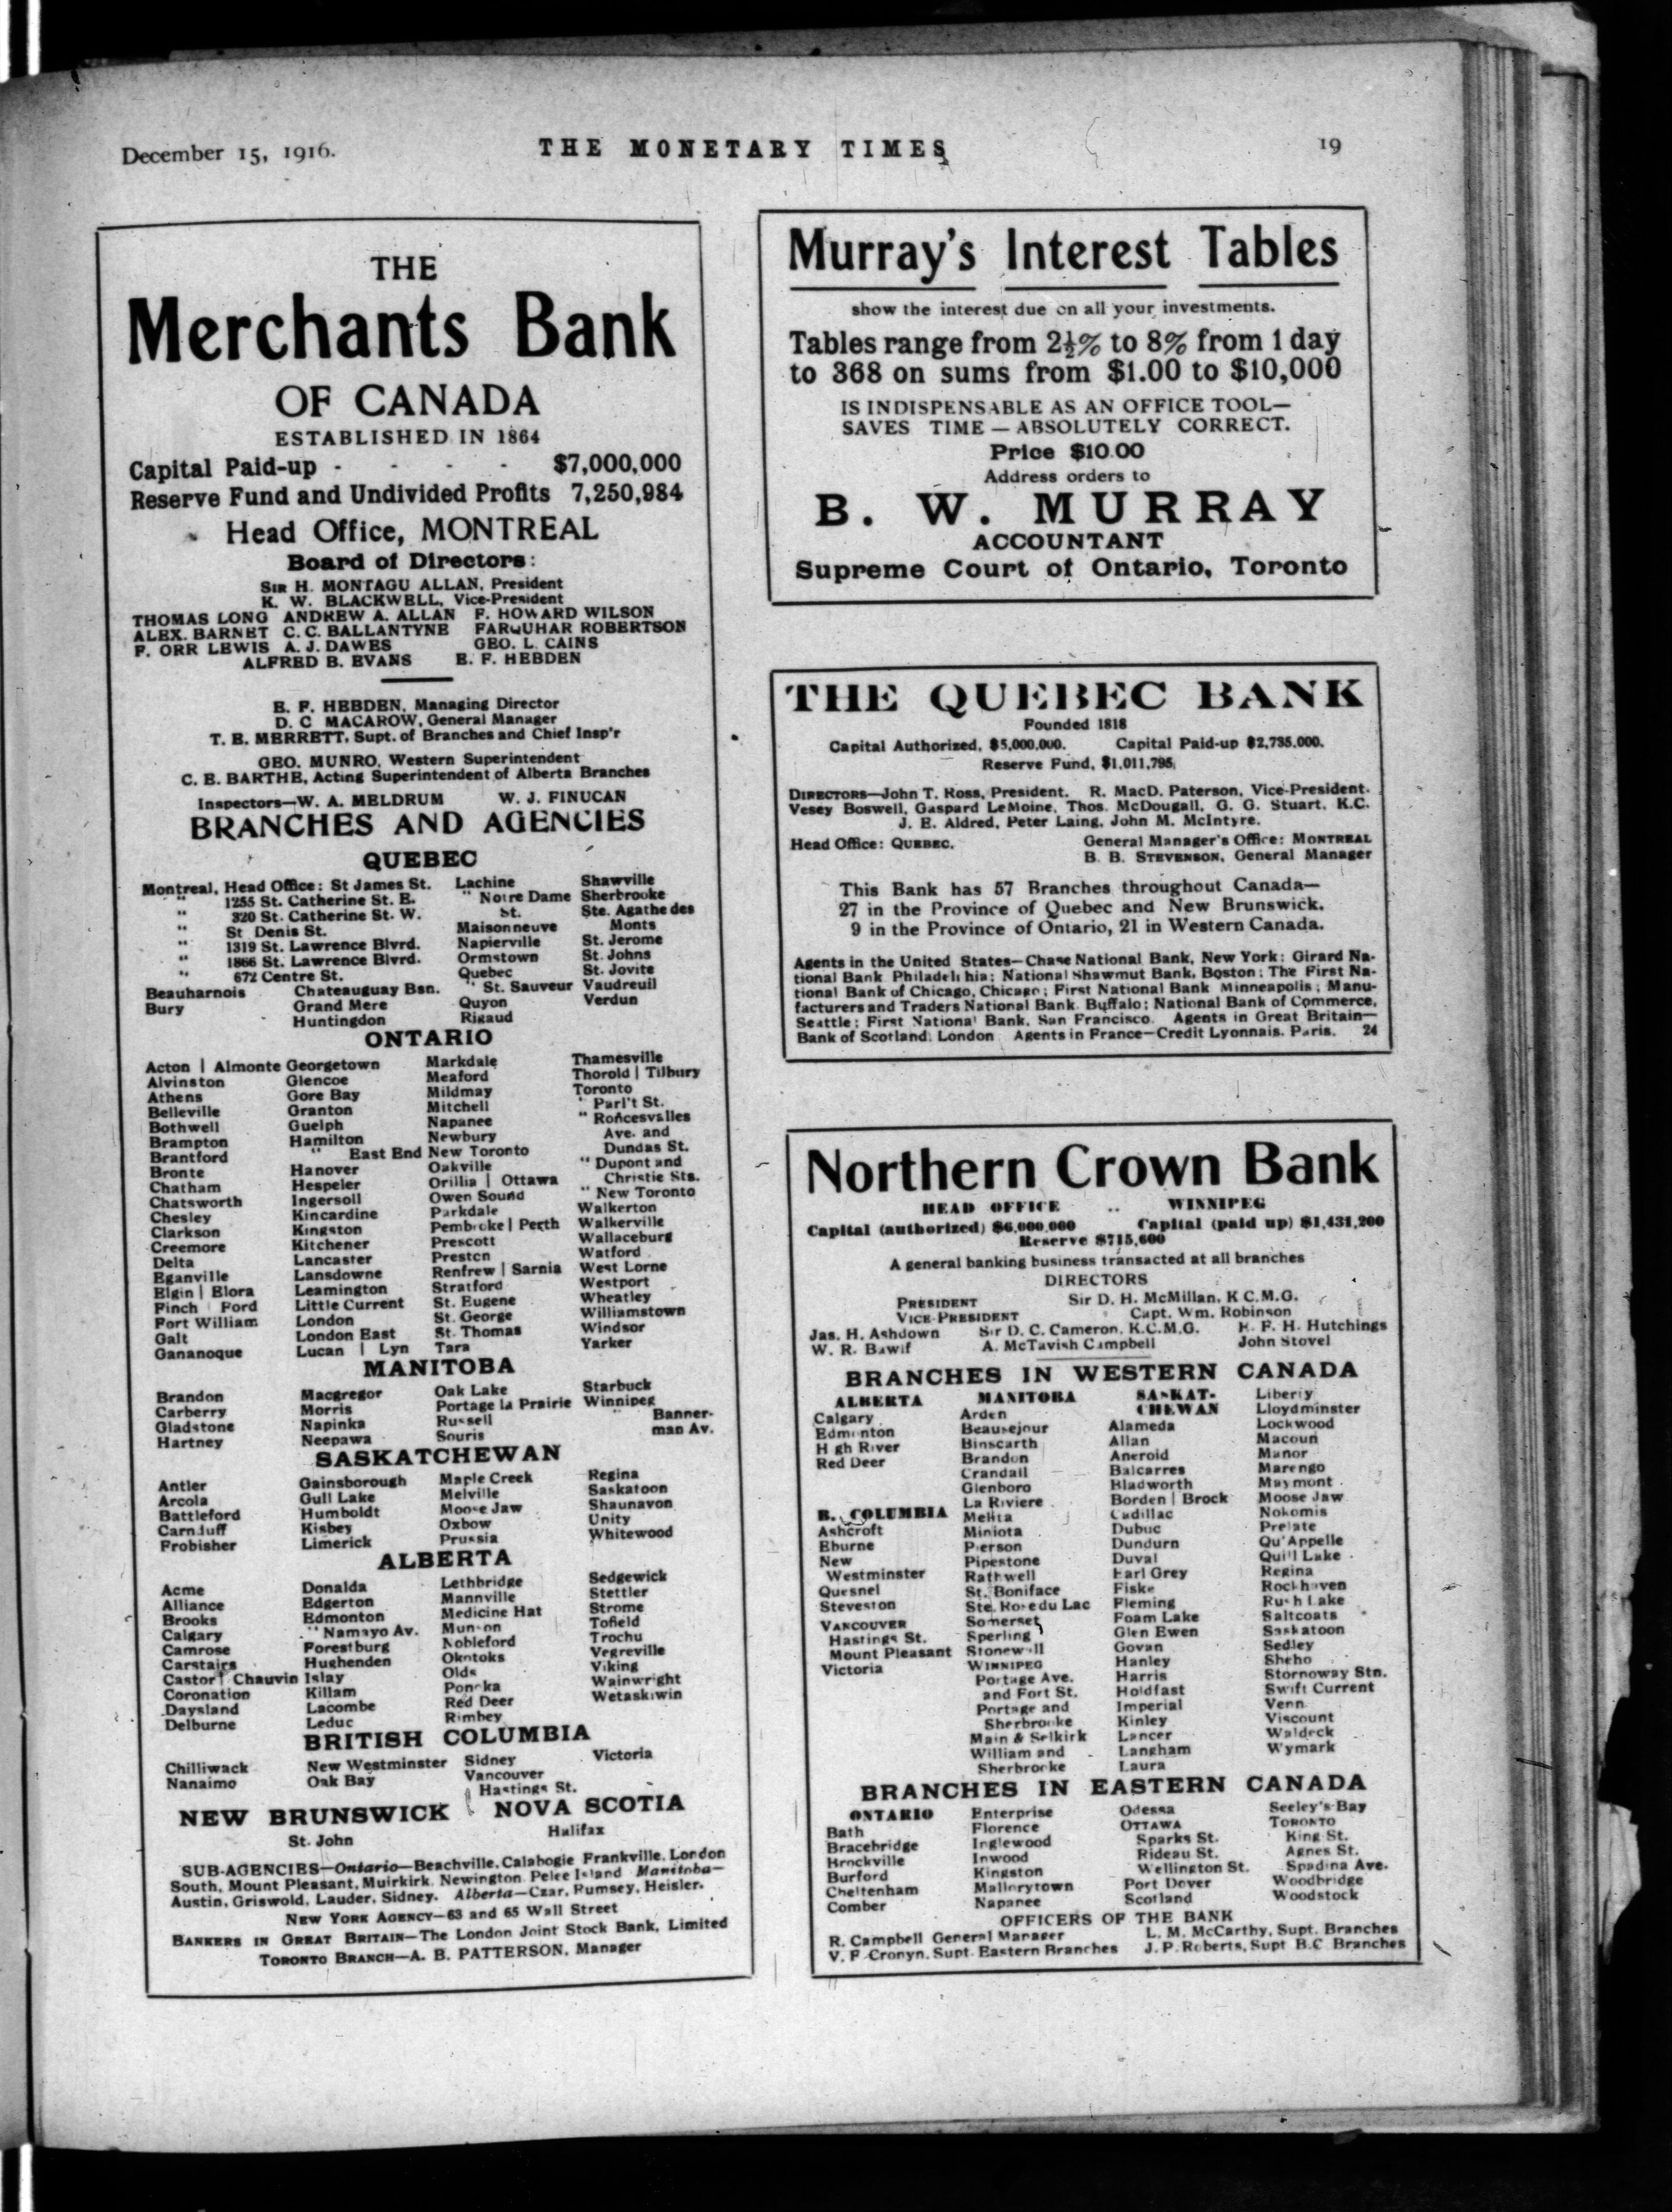 December 15, 1916.
THE MONETARY TIMES
19
THE
Merchants Bank
OF CANADA
ESTABLISHED IN 1864
Capital Paid-up - - - - $7,000,000
Reserve Fund and Undivided Profits 7,250,984
Head Office, MONTREAL
Board of Directors:
SIR H. MONTAGU ALLAN, President
K. W. BLACKWELL, Vice-President
THOMAS LONG ANDREW A. ALLAN F. HOWARD WILSON
ALEX. BARNET C. C. BALLANTYNE FARQUHAR ROBERTSON
F. ORR LEWIS A. J. DAWES GEO. L. CAINS
ALFRED B. EVANS E. F. HEBDEN
E. F. HEBDEN, Managing Director
D. C MACAROW, General Manager
T. E. MERRETT, Supt. of Branches and Chief Insp'r
GEO. MUNRO, Western Superintendent
C. E. BARTHE, Acting Superintendent of Alberta Branches
Inspectors—W. A. MELDRUM W. J. FINUCAN
BRANCHES AND AGENCIES
QUEBEC
Montreal, Head Office: St James St. Lachine Shawville
" 1255 St. Catherine St. E. " Notre Dame Sherbrooke
" 320 St. Catherine St. W. St. Ste. Agathe des
" St Denis St. Maisonneuve Monts
" 1319 St. Lawrence Blvrd. Napierville St. Jerome
" 1866 St. Lawrence Blvrd. Ormstown St. Johns
" 672 Centre St. Quebec St. Jovite
Beauharnois Chateauguay Bsn. " St. Sauveur Vaudreuil
Bury Grand Mere Quyon Verdun
Huntingdon Rigaud
ONTARIO
Acton | Almonte Georgetown Markdale Thamesville
Alvinston Glencoe Meaford Thorold | Tilbury
Athens Gore Bay Mildmay Toronto
Belleville Granton Mitchell " Parl't St.
Bothwell Guelph Napanee " Roncesvalles
Brampton Hamilton Newbury Ave. and
Brantford " East End New Toronto Dundas St.
Bronte Hanover Oakville " Dupont and
Chatham Hespeler Orillia | Ottawa Christie Sts.
Chatsworth Ingersoll Owen Sound " New Toronto
Chesley Kincardine Parkdale Walkerton
Clarkson Kingston Pembroke | Perth Walkerville
Creemore Kitchener Prescott Wallaceburg
Delta Lancaster Preston Watford
Eganville Lansdowne Renfrew | Sarnia West Lorne
Elgin | Elora Leamington Stratford Westport
Finch | Ford Little Current St. Eugene Wheatley
Fort William London St. George Williamstown
Galt London East St. Thomas Windsor
Gananoque Lucan | Lyn Tara Yarker
MANITOBA
Brandon Macgregor Oak Lake Starbuck
Carberry Morris Portage la Prairie Winnipeg
Gladstone Napinka Russell " Banner-
Hartney Neepawa Souris man Av.
SASKATCHEWAN
Antler Gainsborough Maple Creek Regina
Arcola Gull Lake Melville Saskatoon
Battleford Humboldt Moose Jaw Shaunavon
Carnduff Kisbey Oxbow Unity
Frobisher Limerick Prussia Whitewood
ALBERTA
Acme Donalda Lethbridge Sedgewick
Alliance Edgerton Mannville Stettler
Brooks Edmonton Medicine Hat Strome
Calgary " Namayo Av. Munson Tofield
Camrose Forestburg Nobleford Trochu
Carstairs Hughenden Okotoks Vegreville
Castor | Chauvin Islay Olds Viking
Coronation Killam Ponoka Wainwright
Daysland Lacombe Red Deer Wetaskiwin
Delburne Leduc Rimbey
BRITISH COLUMBIA
Chilliwack New Westminster Sidney Victoria
Nanaimo Oak Bay Vancouver
Hastings St.
NEW BRUNSWICK NOVA SCOTIA
St. John Halifax
SUB-AGENCIES—Ontario—Beachville, Calabogie Frankville, London
South, Mount Pleasant, Muirkirk, Newington Pelee Island Manitoba—
Austin, Griswold, Lauder, Sidney. Alberta—Czar, Rumsey, Heisler.
NEW YORK AGENCY—63 and 65 Wall Street
BANKERS IN GREAT BRITAIN—The London Joint Stock Bank, Limited
TORONTO BRANCH—A. B. PATTERSON, Manager
Murray's Interest Tables
show the interest due on all your investments.
Tables range from 2½% to 8% from 1 day
to 368 on sums from $1.00 to $10,000
IS INDISPENSABLE AS AN OFFICE TOOL—
SAVES TIME — ABSOLUTELY CORRECT.
Price $10.00
Address orders to
B. W. MURRAY
ACCOUNTANT
Supreme Court of Ontario, Toronto
THE QUEBEC BANK
Founded 1818
Capital Authorized, $5,000,000. Capital Paid-up $2,735,000.
Reserve Fund, $1,011,795.
DIRECTORS—John T. Ross, President. R. MacD. Paterson, Vice-President.
Vesey Boswell, Gaspard LeMoine, Thos. McDougall, G. G. Stuart, K.C.
J. E. Aldred, Peter Laing, John M. McIntyre.
Head Office: QUEBEC. General Manager's Office: MONTREAL
B. B. STEVENSON, General Manager
This Bank has 57 Branches throughout Canada—
27 in the Province of Quebec and New Brunswick.
9 in the Province of Ontario, 21 in Western Canada.
Agents in the United States—Chase National Bank, New York; Girard Na-
tional Bank Philadelphia; National Shawmut Bank, Boston; The First Na-
tional Bank of Chicago, Chicago; First National Bank Minneapolis; Manu-
facturers and Traders National Bank, Buffalo; National Bank of Commerce,
Seattle; First National Bank, San Francisco. Agents in Great Britain—
Bank of Scotland, London Agents in France—Credit Lyonnais, Paris. 24
Northern Crown Bank
HEAD OFFICE .. WINNIPEG
Capital (authorized) $6,000,000 Capital (paid up) $1,431,200
Reserve $715,600
A general banking business transacted at all branches
DIRECTORS
PRESIDENT Sir D. H. McMillan, K C.M.G.
VICE-PRESIDENT Capt. Wm. Robinson
Jas. H. Ashdown Sir D. C. Cameron, K.C.M.G. H. F. H. Hutchings
W. R. Bawlf A. McTavish Campbell John Stovel
BRANCHES IN WESTERN CANADA
ALBERTA
Calgary
Edmonton
High River
Red Deer
B. COLUMBIA
Ashcroft
Eburne
New
Westminster
Quesnel
Steveston
VANCOUVER
Hastings St.
Mount Pleasant
Victoria
MANITOBA
Arden
Beausejour
Binscarth
Brandon
Crandall
Glenboro
La Riviere
Melita
Miniota
Pierson
Pipestone
Rathwell
St. Boniface
Ste. Rose du Lac
Somerset
Sperling
Stonewall
WINNIPEG
Portage Ave.
and Fort St.
Portage and
Sherbrooke
Main & Selkirk
William and
Sherbrooke
SASKAT-
CHEWAN
Alameda
Allan
Aneroid
Balcarres
Bladworth
Borden | Brock
Cadillac
Dubuc
Dundurn
Duval
Earl Grey
Fiske
Fleming
Foam Lake
Glen Ewen
Govan
Hanley
Harris
Holdfast
Imperial
Kinley
Lancer
Langham
Laura
Liberty
Lloydminster
Lockwood
Macoun
Manor
Marengo
Maymont
Moose Jaw
Nokomis
Prelate
Qu'Appelle
Quill Lake
Regina
Rockhaven
Rush Lake
Saltcoats
Saskatoon
Sedley
Sheho
Stornoway Stn.
Swift Current
Venn
Viscount
Waldeck
Wymark
BRANCHES IN EASTERN CANADA
ONTARIO Enterprise Odessa Seeley's Bay
Bath Florence OTTAWA TORONTO
Bracebridge Inglewood Sparks St. King St.
Brockville Inwood Rideau St. Agnes St.
Burford Kingston Wellington St. Spadina Ave.
Cheltenham Mallorytown Port Dover Woodbridge
Comber Napanee Scotland Woodstock
OFFICERS OF THE BANK
R. Campbell General Manager L. M. McCarthy, Supt. Branches
V. F Cronyn, Supt. Eastern Branches J. P. Roberts, Supt B.C Branches